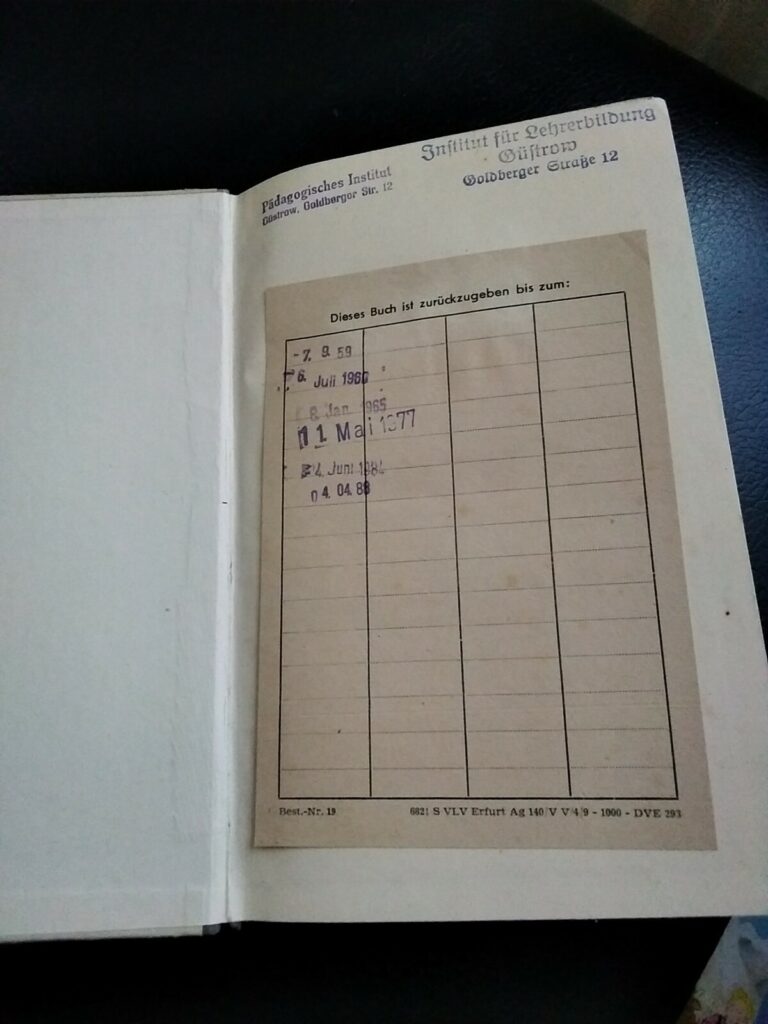 Institut für Lehrerbildung
Güstrow
Goldberger Straße 12
Pädagogisches Institut
Güstrow, Goldberger Str. 12
Dieses Buch ist zurückzugeben bis zum:
-7. 9. 59
6. Juli 1960
8. Jan. 1965
11. Mai 1977
4. Juni 1984
04. 04. 88
Best.-Nr. 19
6821 S VLV Erfurt Ag 140/V V/4/9 - 1000 - DVE 293